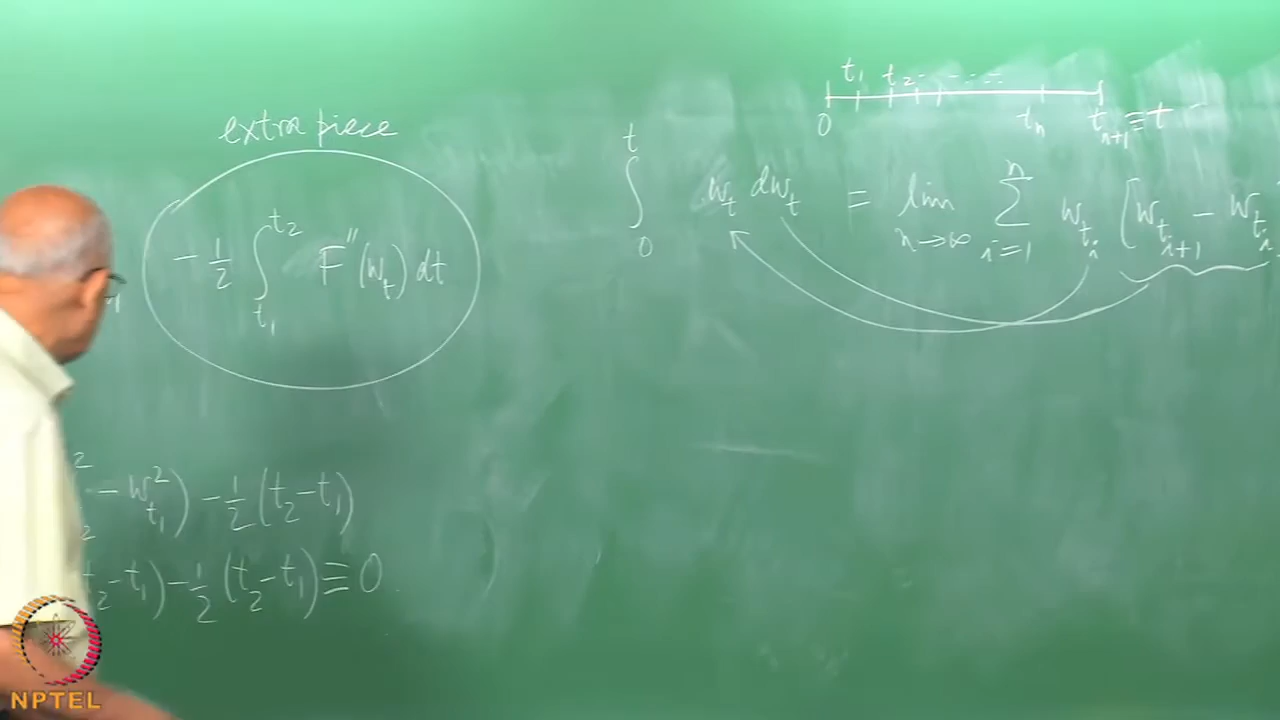 extra piece
- 1/2 ∫_{t_1}^{t_2} F''(W_t) dt
- W_{t_1}^2) - 1/2 (t_2 - t_1)
t_2 - t_1) - 1/2 (t_2 - t_1) ≡ 0
t_1 t_2 ......
0 t_n t_{n+1} ≡ t
∫_0^t W_t dW_t = lim_{n→∞} Σ_{i=1}^n W_{t_i} [W_{t_{i+1}} - W_{t_i}
NPTEL